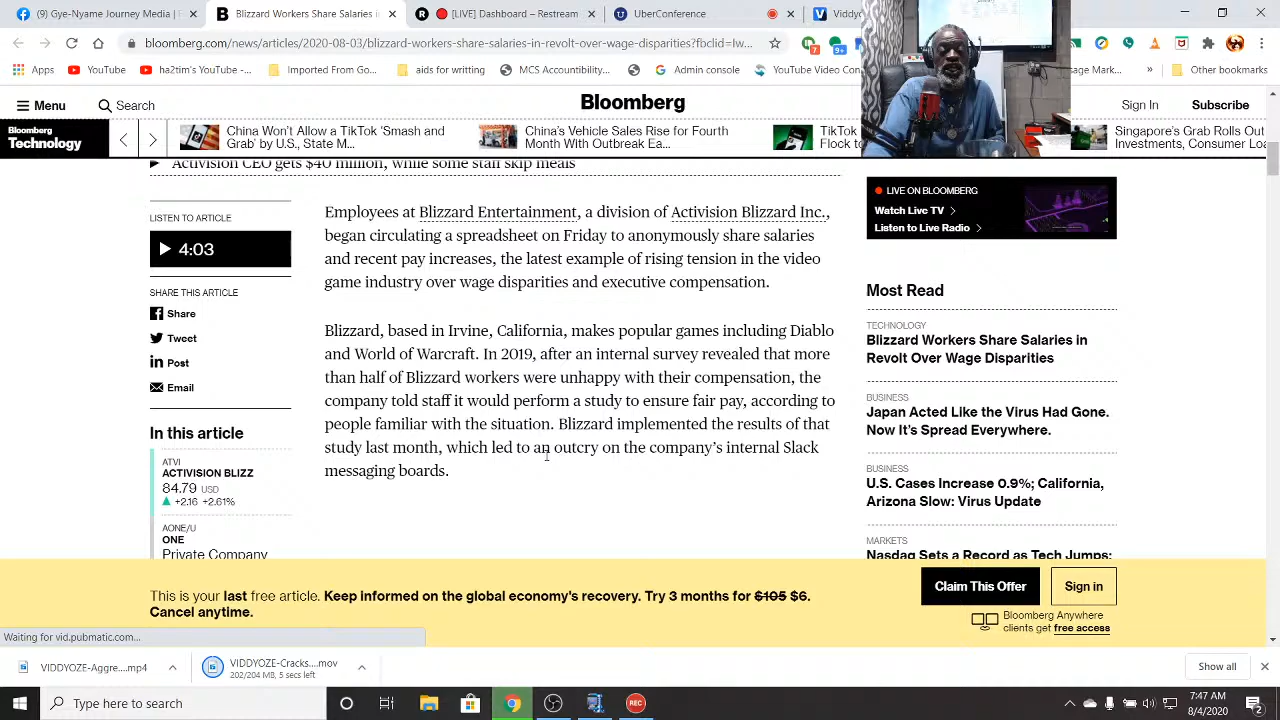 (9) Gye-Nyame
Blizzard Workers Share Salaries
[LIVE] Dashboard
UberConference
Viddy
bloomberg.com/news/articles/2020-08-03/blizzard-workers-share-salaries-in-revolt-over-wage-disparities?
Apps
YouTube
aids for writing
Admin console
YouTube Video
Other bookmarks
Menu
Search
Bloomberg
Sign In
Subscribe
Bloomberg
Technology
China Won't Allow a TikTok 'Smash and
Grab' by U.S.: State M...
China's Vehicle Sales Rise for Fourth
Month With Outbreak Ea...
TikTok
Flock to
Singapore's Grab Rolls Out
Investments, Consumer Loa
Activision CEO gets $40 million, while some staff skip meals
LISTEN TO ARTICLE
4:03
SHARE THIS ARTICLE
Share
Tweet
Post
Email
In this article
ATVI
ACTIVISION BLIZZ
84.79 USD
+2.16 +2.61%
AONE/U
ONE
Private Company
Employees at Blizzard Entertainment, a division of Activision Blizzard Inc.,
began circulating a spreadsheet on Friday to anonymously share salaries
and recent pay increases, the latest example of rising tension in the video
game industry over wage disparities and executive compensation.
Blizzard, based in Irvine, California, makes popular games including Diablo
and World of Warcraft. In 2019, after an internal survey revealed that more
than half of Blizzard workers were unhappy with their compensation, the
company told staff it would perform a study to ensure fair pay, according to
people familiar with the situation. Blizzard implemented the results of that
study last month, which led to an outcry on the company's internal Slack
messaging boards.
LIVE ON BLOOMBERG
Watch Live TV
Listen to Live Radio
Most Read
TECHNOLOGY
Blizzard Workers Share Salaries in
Revolt Over Wage Disparities
BUSINESS
Japan Acted Like the Virus Had Gone.
Now It's Spread Everywhere.
BUSINESS
U.S. Cases Increase 0.9%; California,
Arizona Slow: Virus Update
MARKETS
Nasdaq Sets a Record as Tech Jumps:
This is your last free article. Keep informed on the global economy's recovery. Try 3 months for $105 $6.
Cancel anytime.
Claim This Offer
Sign in
Bloomberg Anywhere
clients get free access
Waiting for vid.pubmatic.com...
VIDDYOZE-Aggre....mp4
VIDDYOZE-Cracks....mov
202/204 MB, 5 secs left
Show all
Type here to search
REC
7:47 AM
8/4/2020